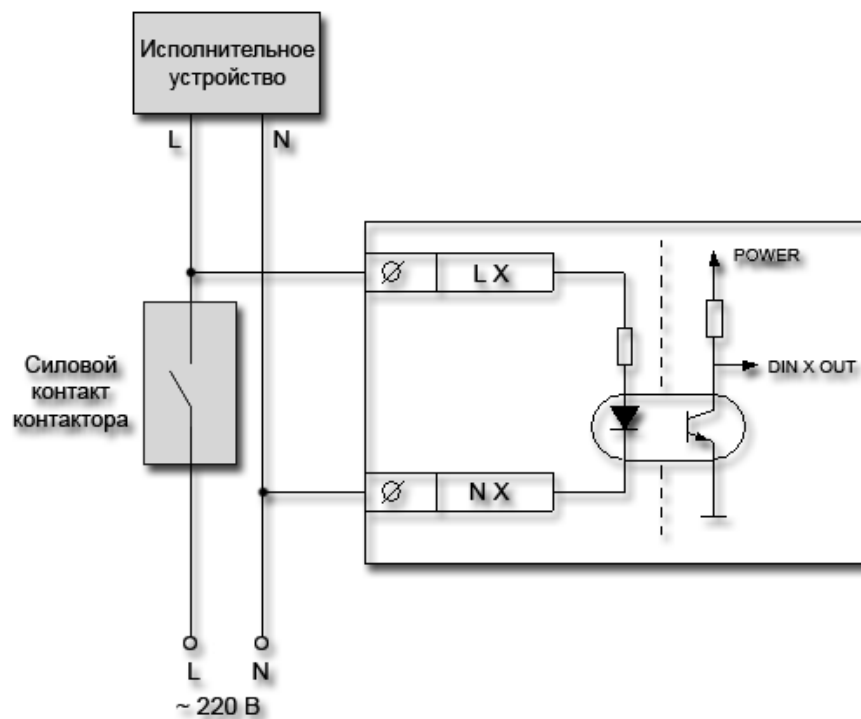 Исполнительное
устройство
L
N
POWER
L X
Силовой
контакт
контактора
DIN X OUT
N X
L
N
~ 220 В